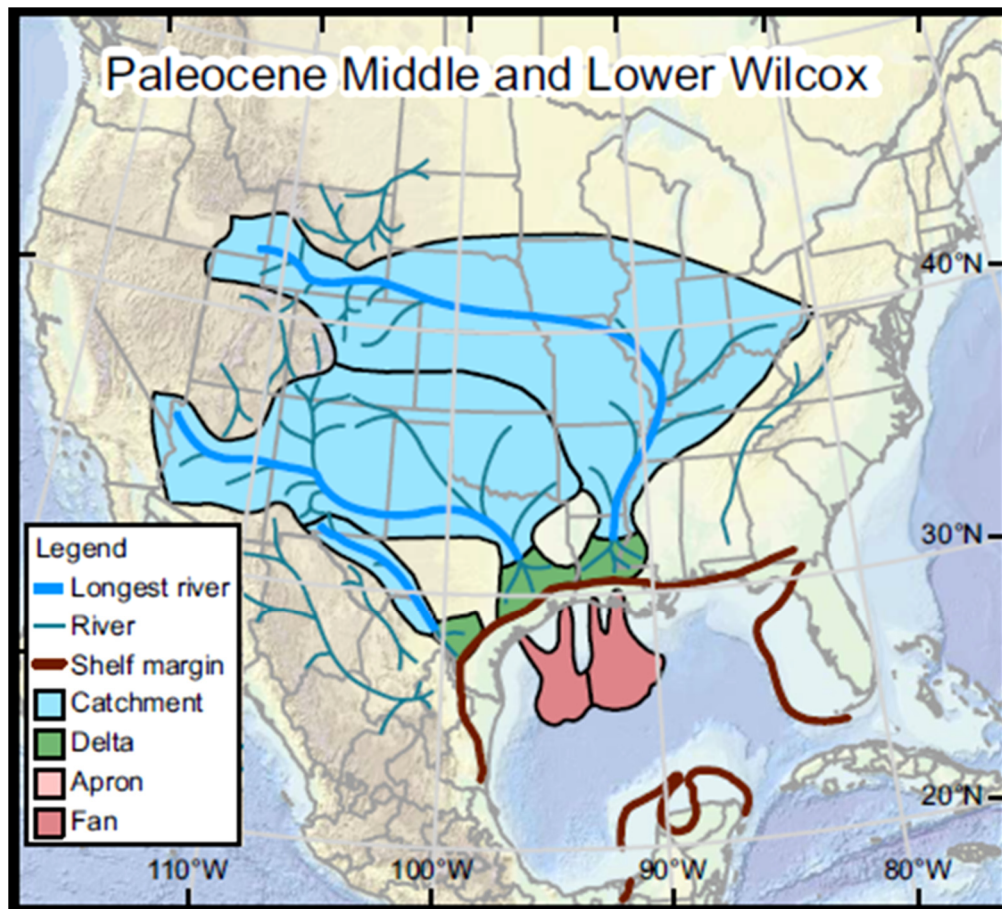 Paleocene Middle and Lower Wilcox
40°N
30°N
Legend
Longest river
River
Shelf margin
Catchment
Delta
Apron
Fan
20°N
110°W 100°W 90°W 80°W